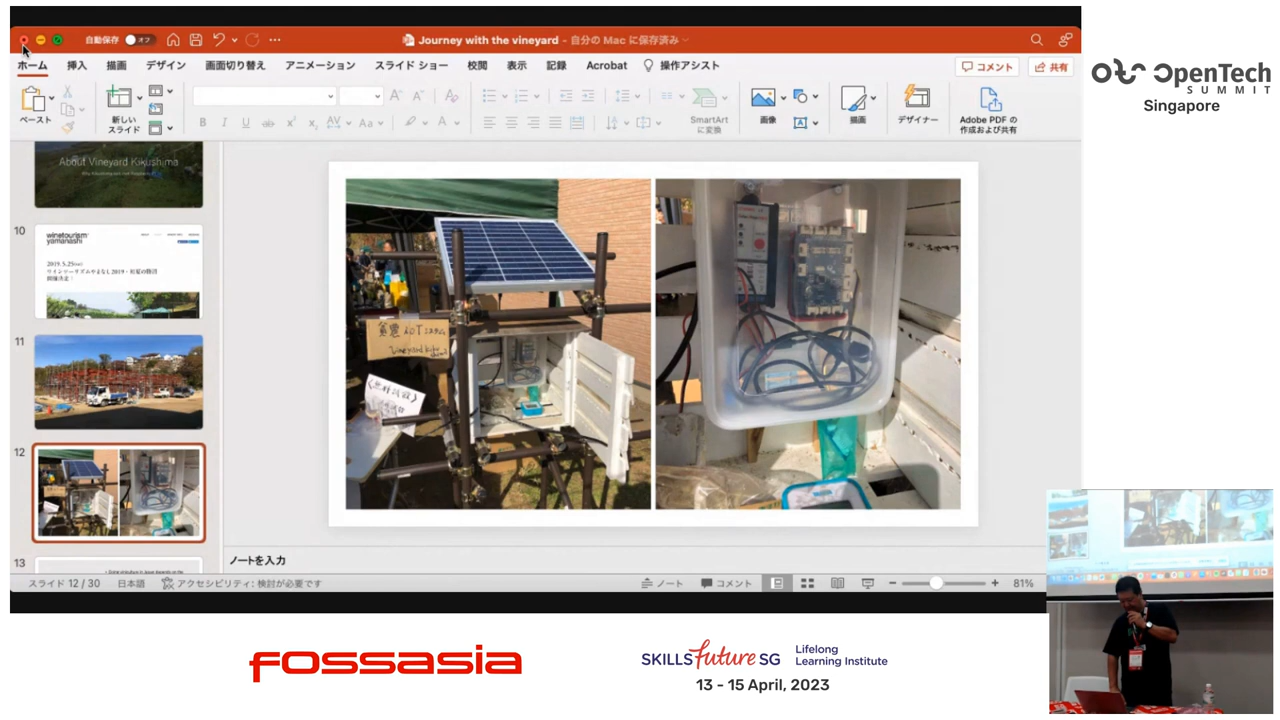 自動保存 オフ
Journey with the vineyard - 自分の Mac に保存済み
ホーム 挿入 描画 デザイン 画面切り替え アニメーション スライド ショー 校閲 表示 記録 Acrobat 操作アシスト
コメント 共有
ペースト
新しい
スライド
SmartArt
に変換
画像
描画
デザイナー
Adobe PDF の
作成および共有
About Vineyard Kikushima
10
winetourism
yamanashi
2019.5.25
11
12
13
ノートを入力
スライド 12 / 30 日本語 アクセシビリティ: 検討が必要です
ノート コメント 81%
OpenTech
SUMMIT
Singapore
fossasia
SKILLSfuture SG
Lifelong
Learning Institute
13 - 15 April, 2023